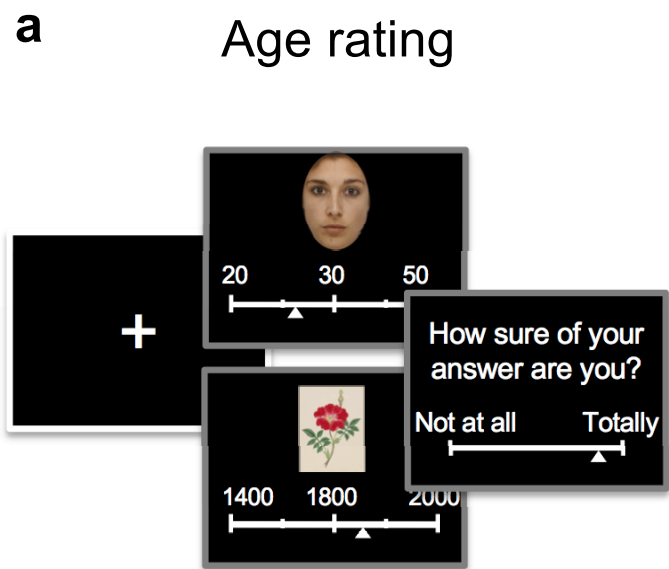 a
Age rating
20 30 50
+
How sure of your
answer are you?
Not at all Totally
1400 1800 2000